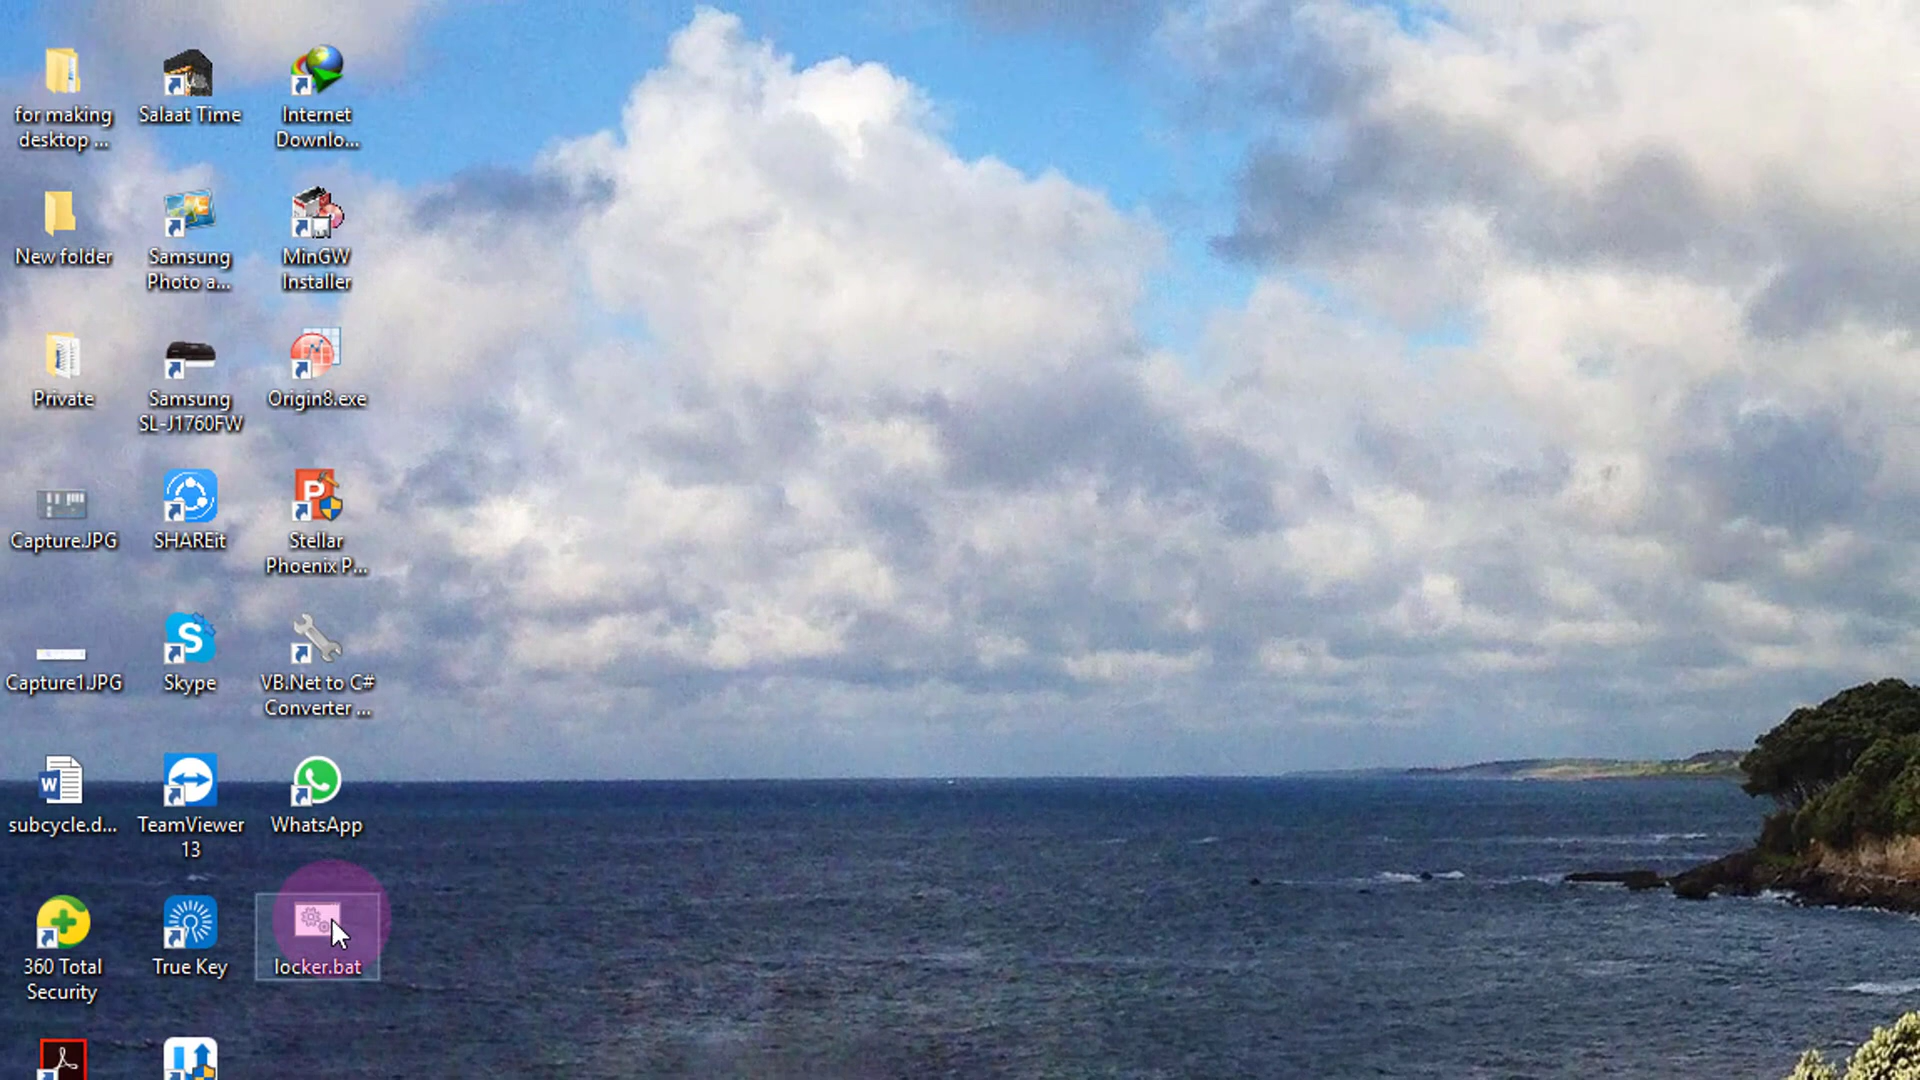 for making
desktop ...
Salaat Time
Internet
Downlo...
New folder
Samsung
Photo a...
MinGW
Installer
Private
Samsung
SL-J1760FW
Origin8.exe
Capture.JPG
SHAREit
P
Stellar
Phoenix P...
Capture1.JPG
S
Skype
VB.Net to C#
Converter ...
W
subcycle.d...
TeamViewer
13
WhatsApp
360 Total
Security
True Key
locker.bat